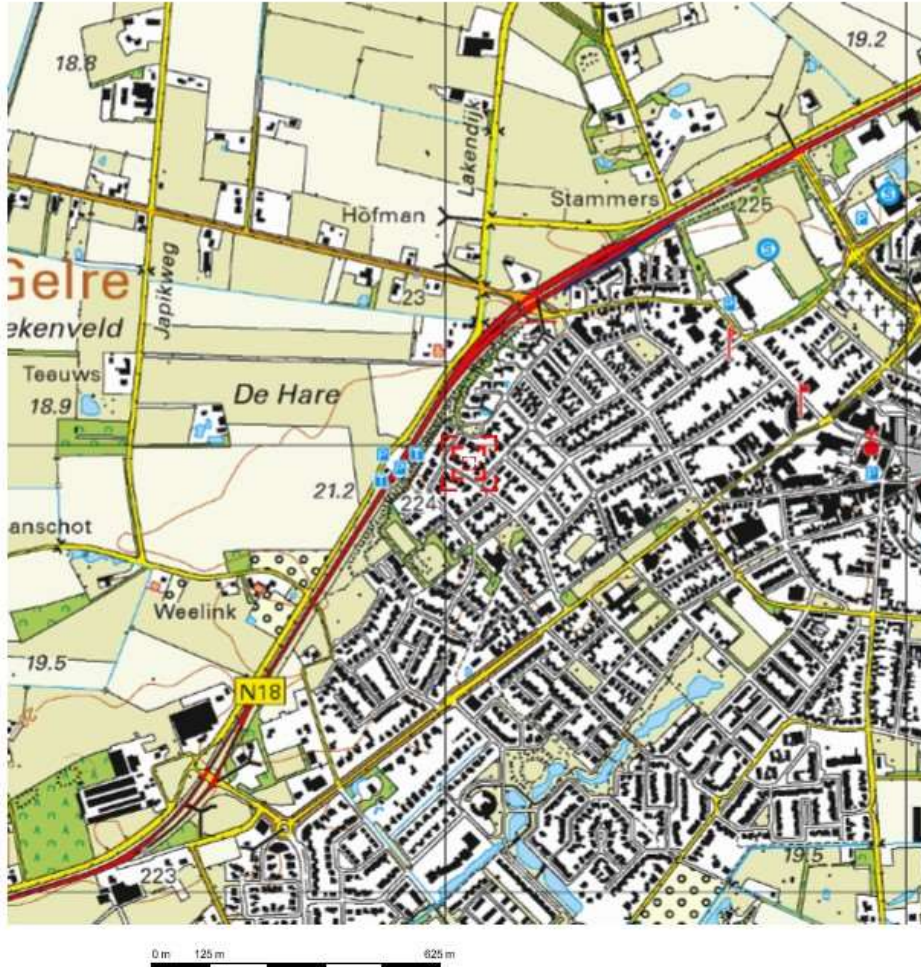 18.8
19.2
Lakendijk
Stammers
Hofman
225
Gelre
Japikweg
23
ekenveld
Teeuws
De Hare
18.9
21.2
224
anschot
Weelink
19.5
N18
223
19.5
0 m 125 m 625 m